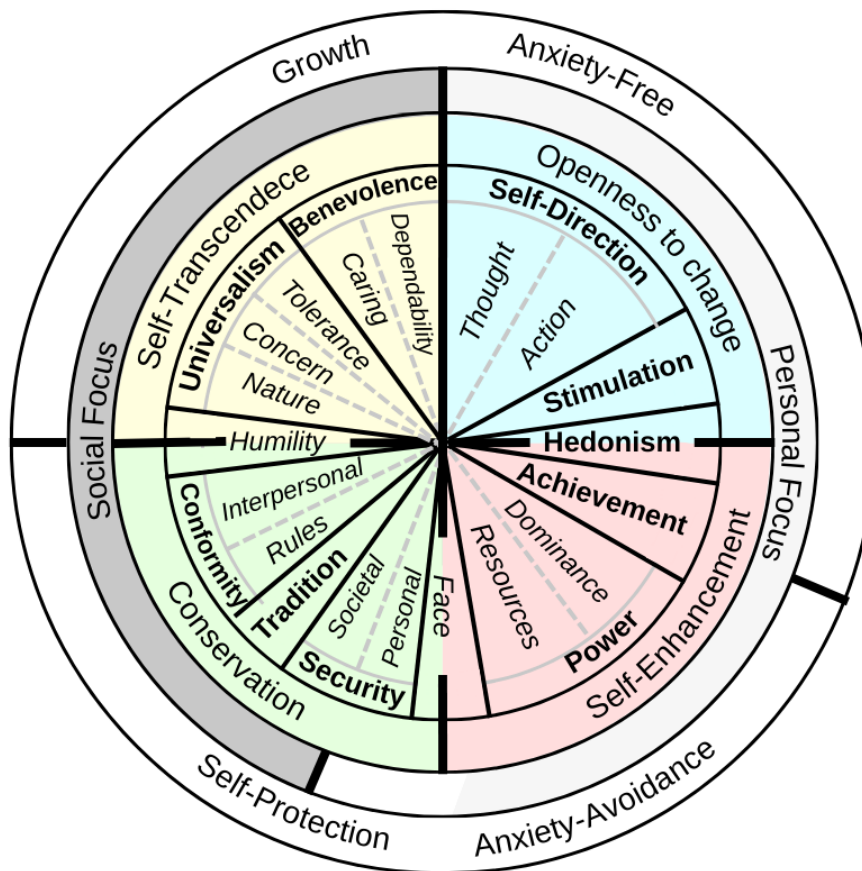 Growth
Anxiety-Free
Self-Transcendece
Openness to change
Benevolence
Self-Direction
Universalism
Dependability
Caring
Tolerance
Concern
Nature
Thought
Action
Stimulation
Social Focus
Personal Focus
Humility
Hedonism
Interpersonal
Achievement
Conformity
Rules
Dominance
Tradition
Societal
Personal
Face
Resources
Security
Power
Conservation
Self-Enhancement
Self-Protection
Anxiety-Avoidance